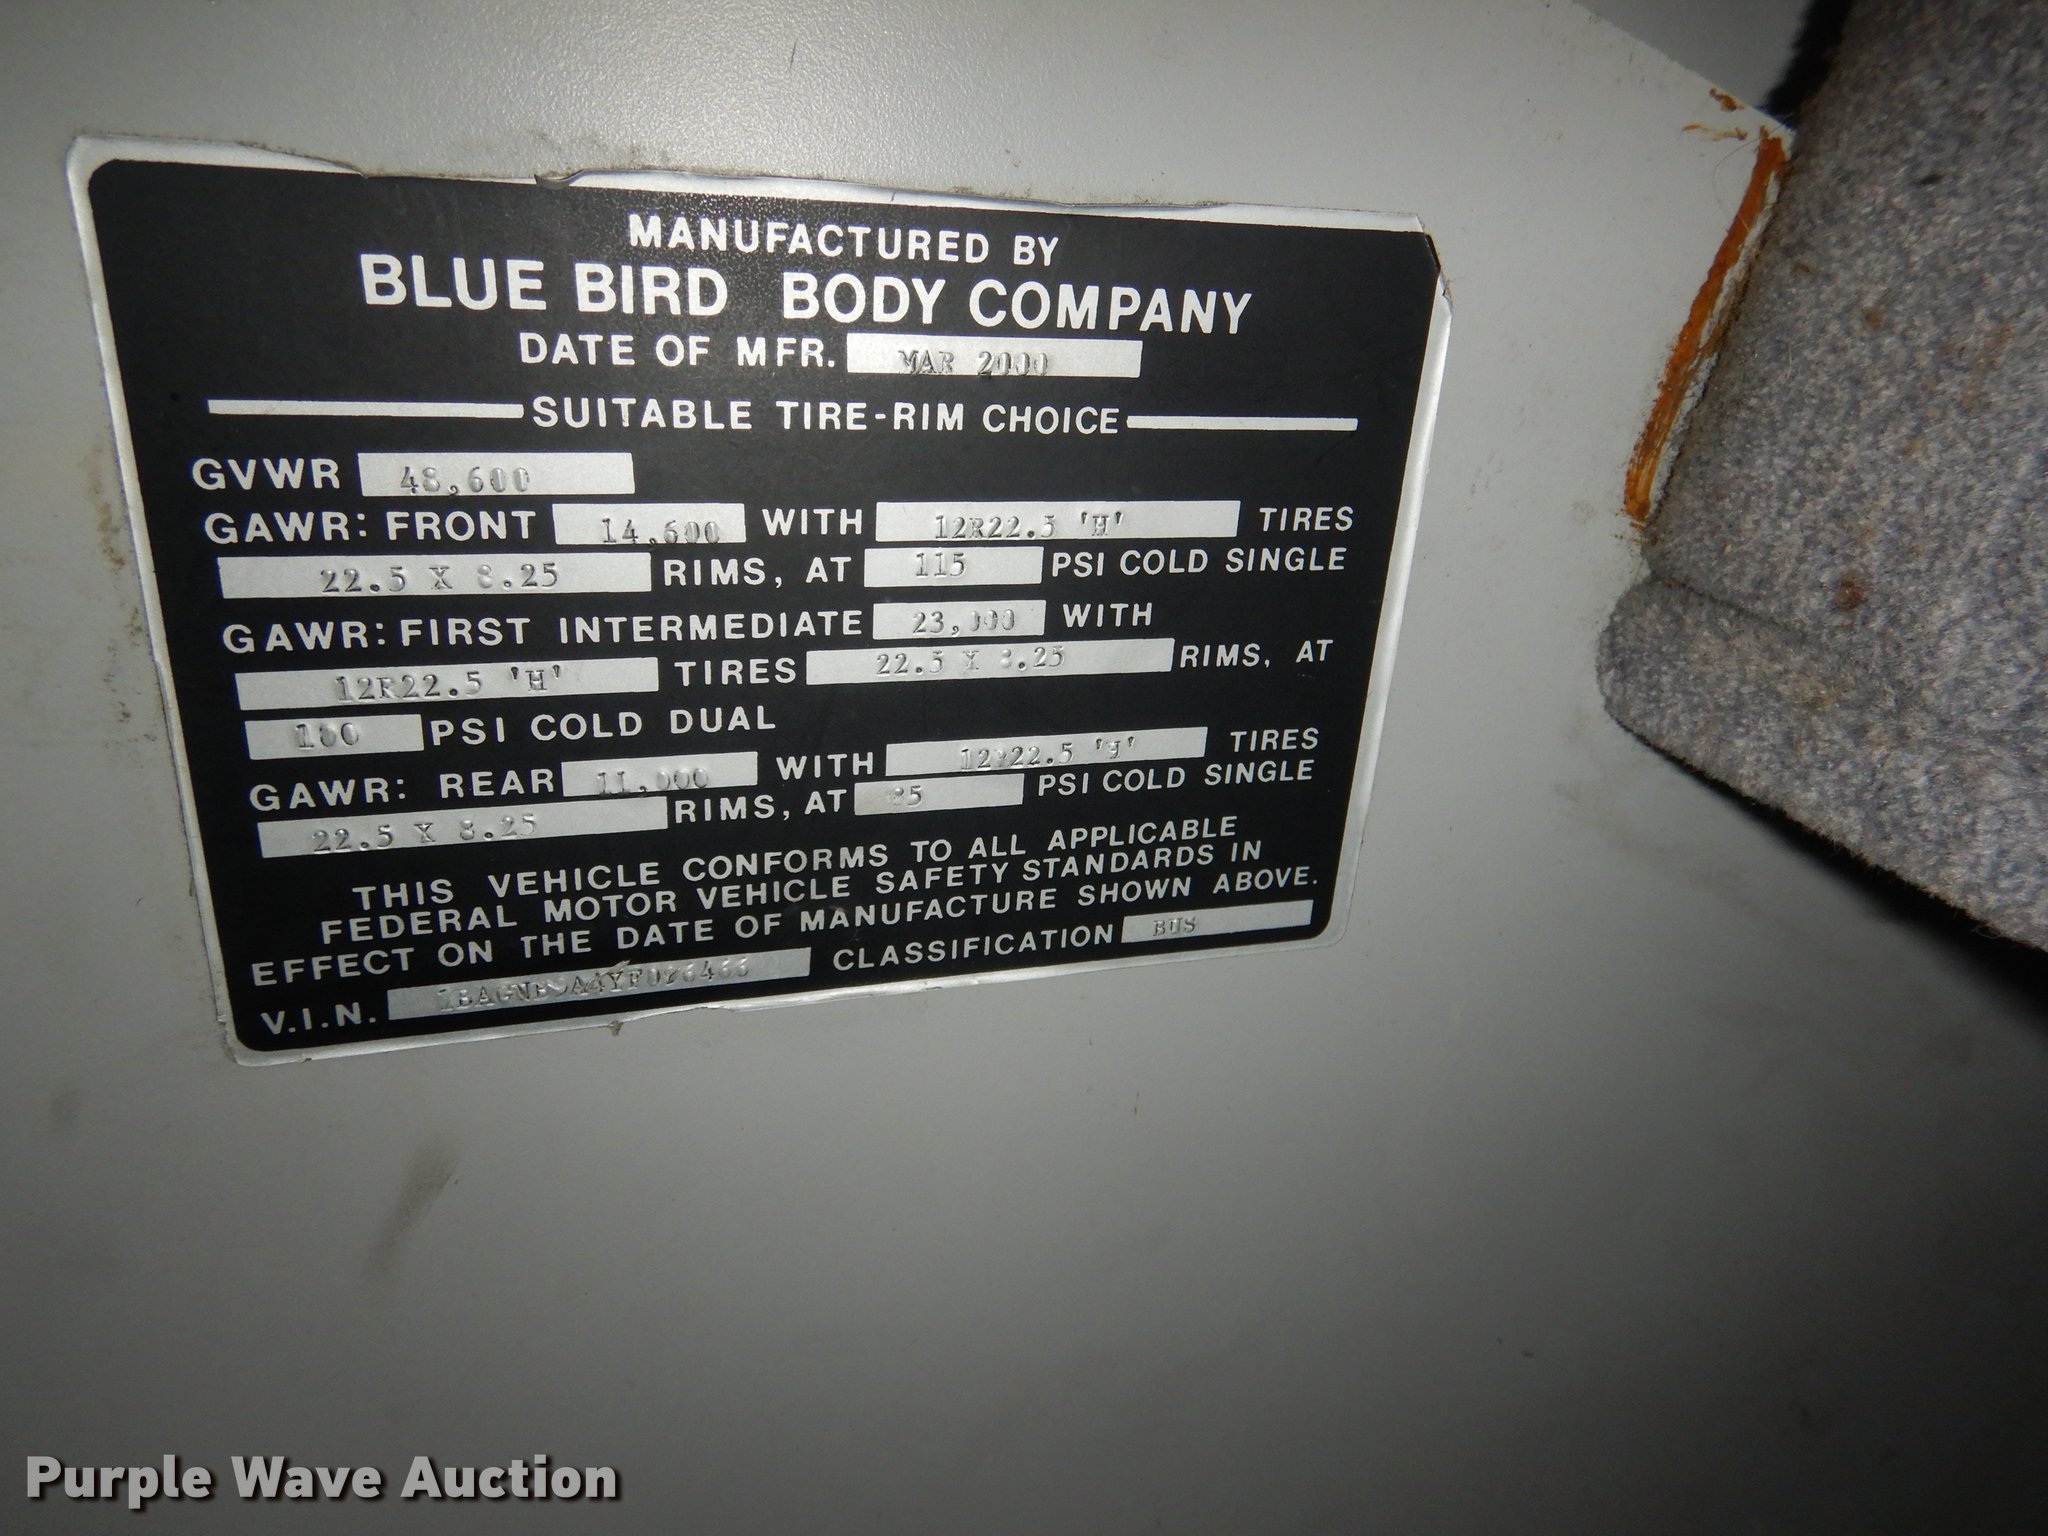 MANUFACTURED BY
BLUE BIRD BODY COMPANY
DATE OF MFR. MAR 2000
SUITABLE TIRE-RIM CHOICE
GVWR 48,600
GAWR: FRONT 14,600 WITH 12R22.5 'H' TIRES
22.5 X 8.25 RIMS, AT 115 PSI COLD SINGLE
GAWR: FIRST INTERMEDIATE 23,000 WITH
12R22.5 'H' TIRES 22.5 X 8.25 RIMS, AT
100 PSI COLD DUAL
GAWR: REAR 11,000 WITH 12R22.5 'H' TIRES
22.5 X 8.25 RIMS, AT PSI COLD SINGLE
THIS VEHICLE CONFORMS TO ALL APPLICABLE
FEDERAL MOTOR VEHICLE SAFETY STANDARDS IN
EFFECT ON THE DATE OF MANUFACTURE SHOWN ABOVE.
V.I.N. CLASSIFICATION BUS
Purple Wave Auction